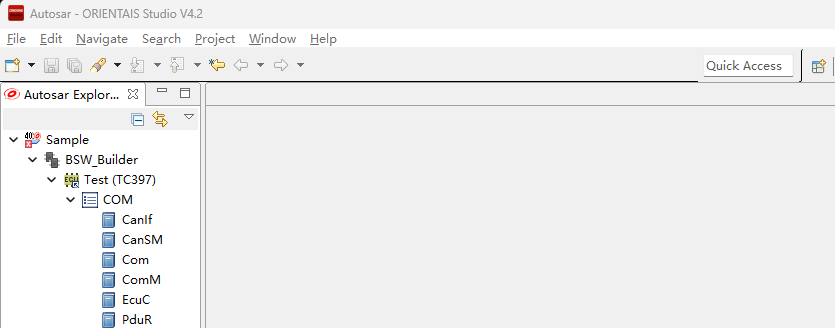 Autosar - ORIENTAIS Studio V4.2
File Edit Navigate Search Project Window Help
Quick Access
Autosar Explor...
Sample
BSW_Builder
Test (TC397)
COM
CanIf
CanSM
Com
ComM
EcuC
PduR